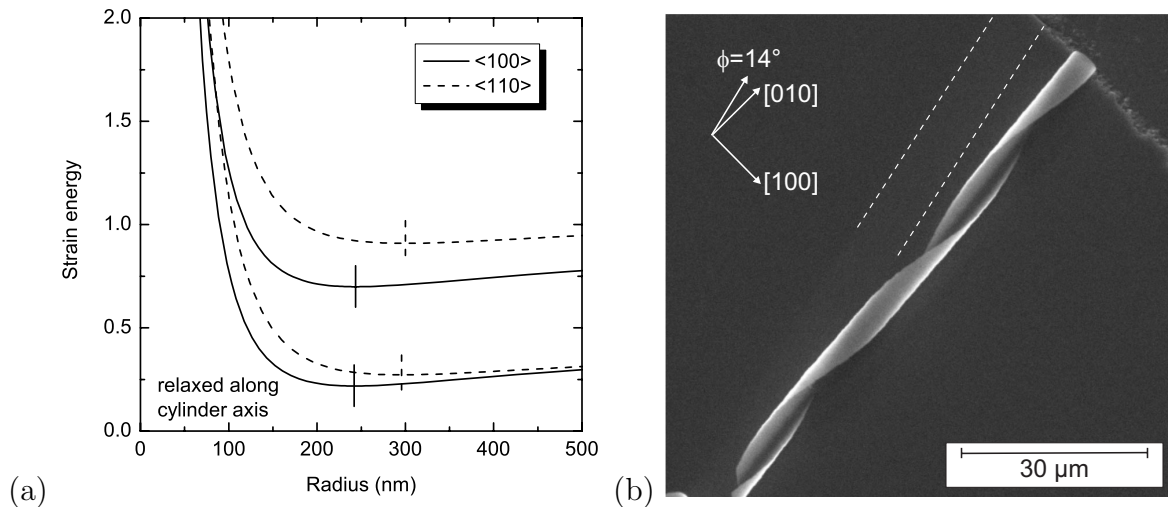 2.0
1.5
1.0
0.5
0.0
Strain energy
<100>
<110>
relaxed along
cylinder axis
0 100 200 300 400 500
Radius (nm)
(a)
ϕ=14°
[010]
[100]
30 µm
(b)